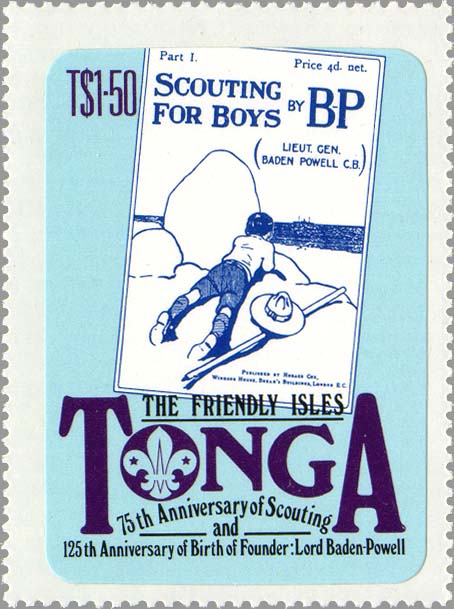 T$1·50
Part I.
Price 4d. net.
SCOUTING
FOR BOYS
BY
B-P
(LIEUT. GEN.
BADEN POWELL C.B.)
PUBLISHED BY HORACE COX,
WINDSOR HOUSE, BREAM'S BUILDINGS, LONDON E.C.
THE FRIENDLY ISLES
TONGA
75th Anniversary of Scouting
and
125th Anniversary of Birth of Founder: Lord Baden-Powell